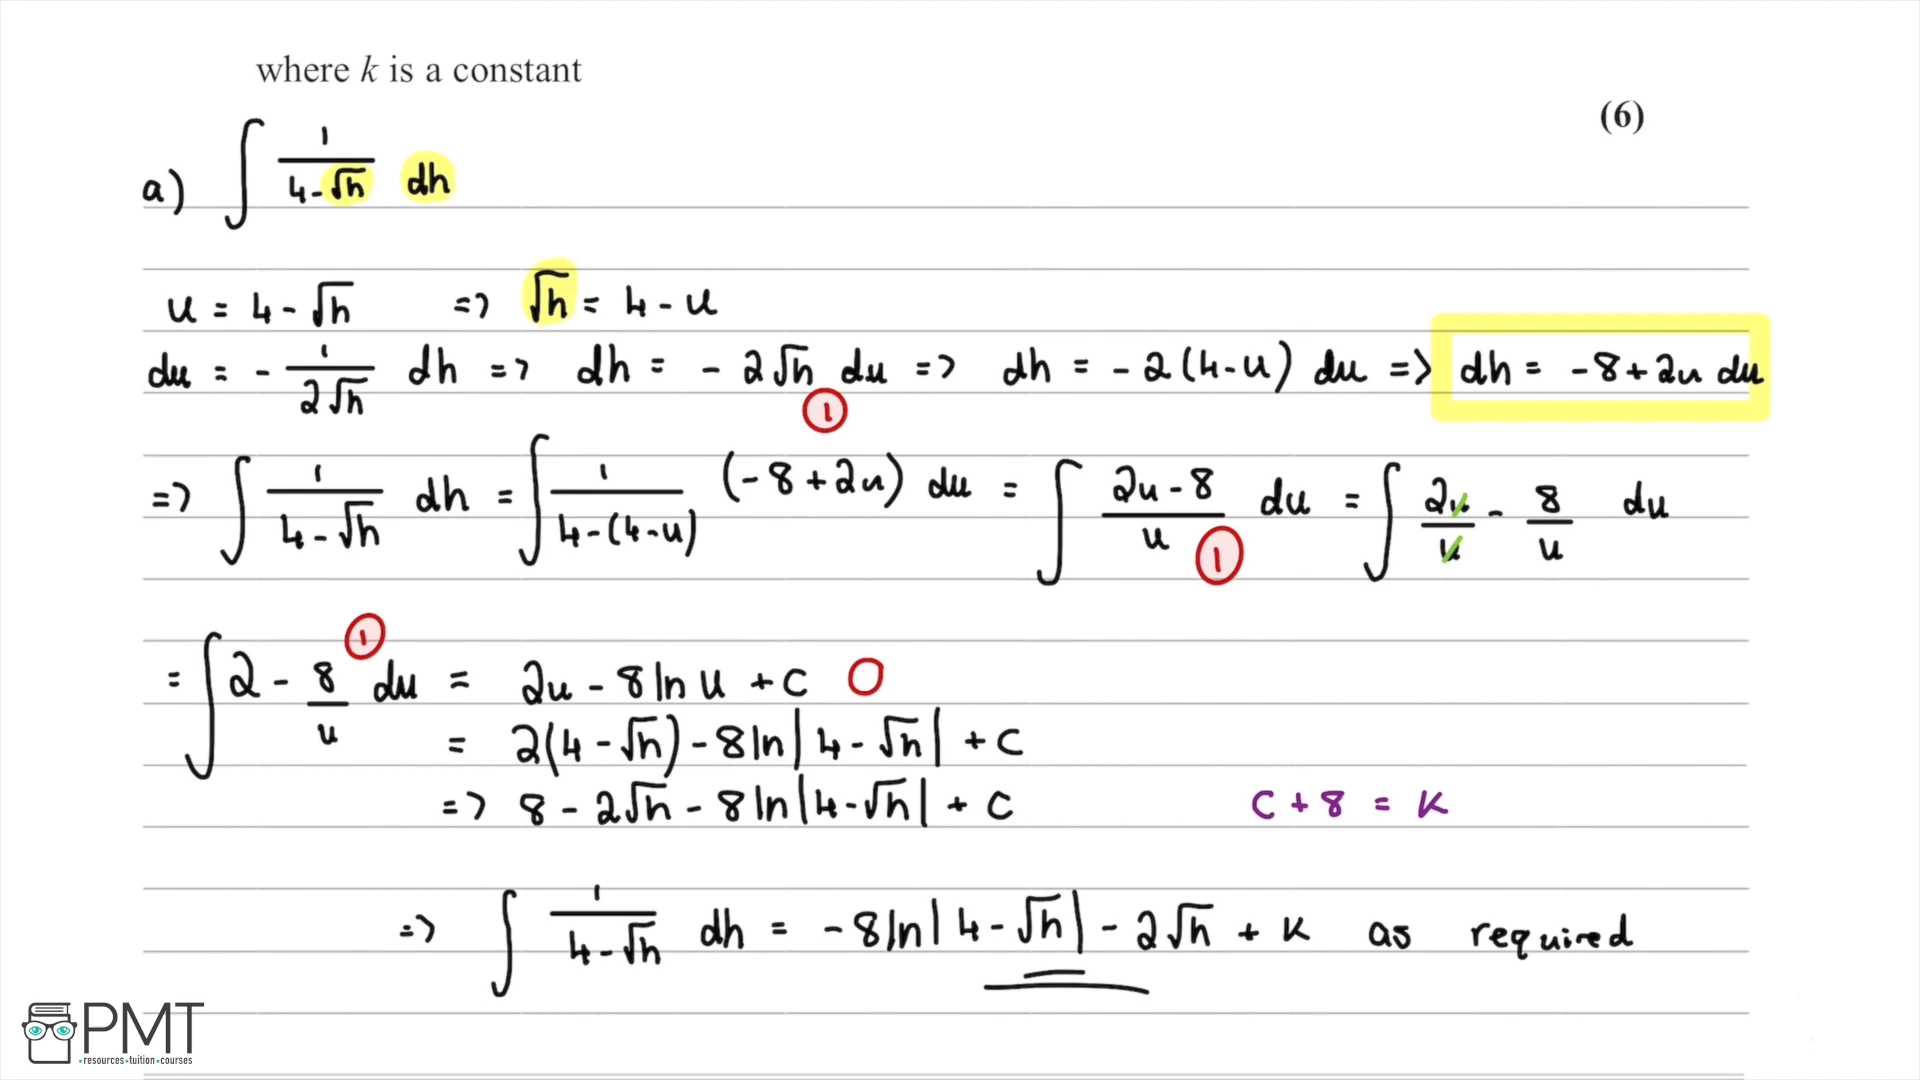 where k is a constant
(6)
a) ∫ 1/(4-√h) dh
u = 4-√h => √h = 4-u
du = -1/(2√h) dh => dh = -2√h du => dh = -2(4-u) du => dh = -8+2u du
1
=> ∫ 1/(4-√h) dh = ∫ 1/(4-(4-u)) (-8+2u) du = ∫ (2u-8)/u du = ∫ 2u/u - 8/u du
1
1
= ∫ 2 - 8/u du = 2u - 8 ln u + c
= 2(4-√h) - 8ln|4-√h| + c
=> 8 - 2√h - 8ln|4-√h| + c c + 8 = k
=> ∫ 1/(4-√h) dh = -8ln|4-√h| - 2√h + k as required
PMT
•resources•tuition•courses